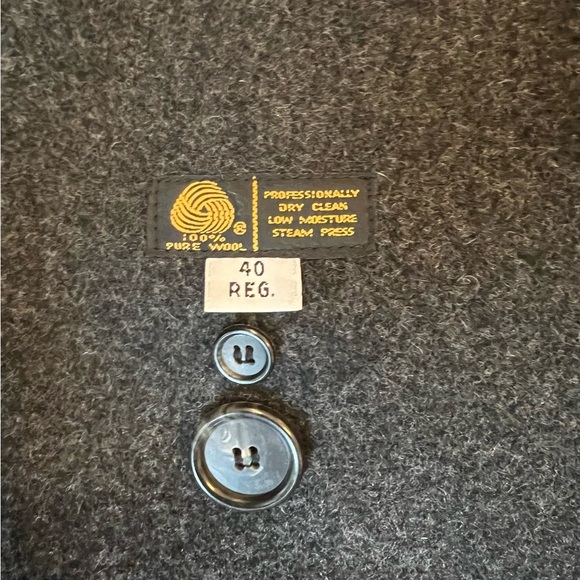 100%
PURE WOOL ®
PROFESSIONALLY
DRY CLEAN
LOW MOISTURE
STEAM PRESS
40
REG.